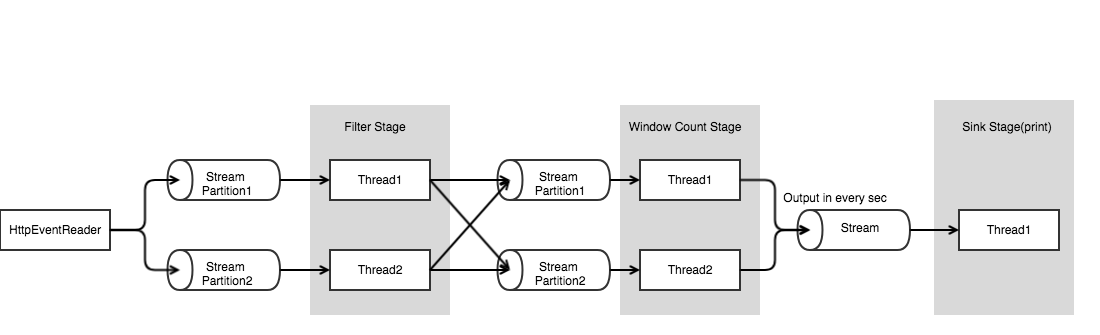 Filter Stage
Window Count Stage
Sink Stage(print)
Stream
Partition1
Thread1
Stream
Partition1
Thread1
Output in every sec
HttpEventReader
Stream
Thread1
Stream
Partition2
Thread2
Stream
Partition2
Thread2